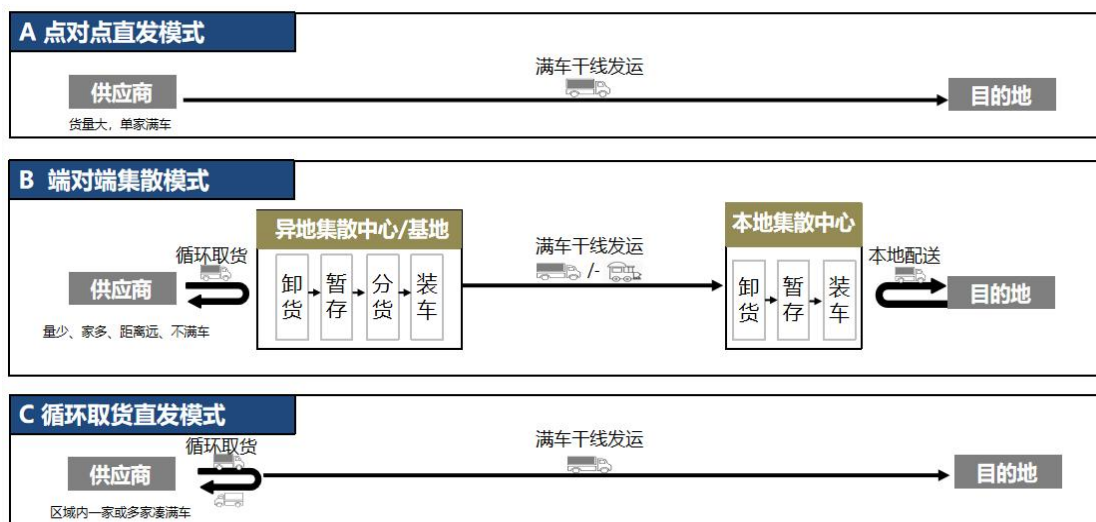 A 点对点直发模式
满车干线发运
供应商
目的地
货量大，单家满车
B 端对端集散模式
异地集散中心/基地
本地集散中心
循环取货
满车干线发运
/-
本地配送
供应商
卸货
暂存
分货
装车
卸货
暂存
装车
目的地
量少、家多、距离远、不满车
C 循环取货直发模式
循环取货
满车干线发运
供应商
目的地
区域内一家或多家凑满车